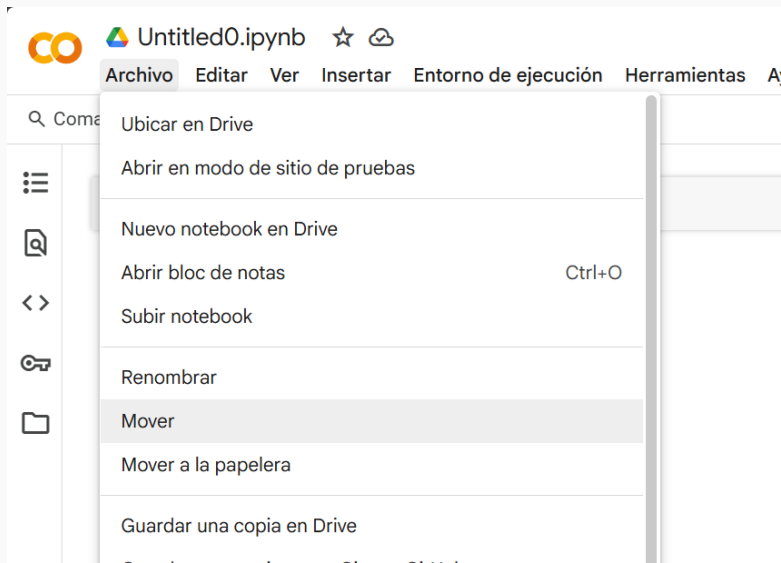 Untitled0.ipynb
Archivo Editar Ver Insertar Entorno de ejecución Herramientas
Ubicar en Drive
Abrir en modo de sitio de pruebas
Nuevo notebook en Drive
Abrir bloc de notas Ctrl+O
Subir notebook
Renombrar
Mover
Mover a la papelera
Guardar una copia en Drive